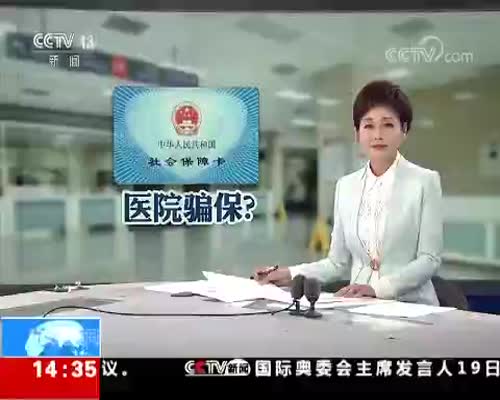 CCTV 13
新闻
CCTV.com
中华人民共和国
社会保障卡
医院骗保?
14:35 议. CCTV新闻 国际奥委会主席发言人19日